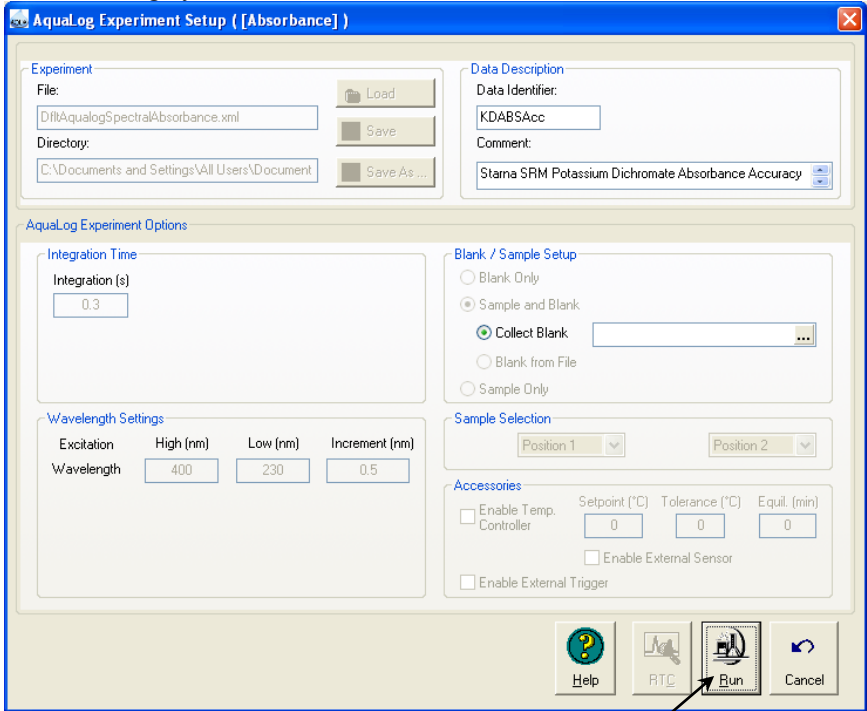 AquaLog Experiment Setup ( [Absorbance] )
Experiment
File:
DfltAqualogSpectralAbsorbance.xml
Load
Save
Directory:
C:\Documents and Settings\All Users\Document
Save As ...
Data Description
Data Identifier:
KDABSAcc
Comment:
Starna SRM Potassium Dichromate Absorbance Accuracy
AquaLog Experiment Options
Integration Time
Integration (s)
0.3
Blank / Sample Setup
Blank Only
Sample and Blank
Collect Blank
...
Blank from File
Sample Only
Wavelength Settings
Excitation High (nm) Low (nm) Increment (nm)
Wavelength 400 230 0.5
Sample Selection
Position 1 Position 2
Accessories
Enable Temp. Controller
Setpoint (°C) Tolerance (°C) Equil. (min)
0 0 0
Enable External Sensor
Enable External Trigger
Help RTC Run Cancel